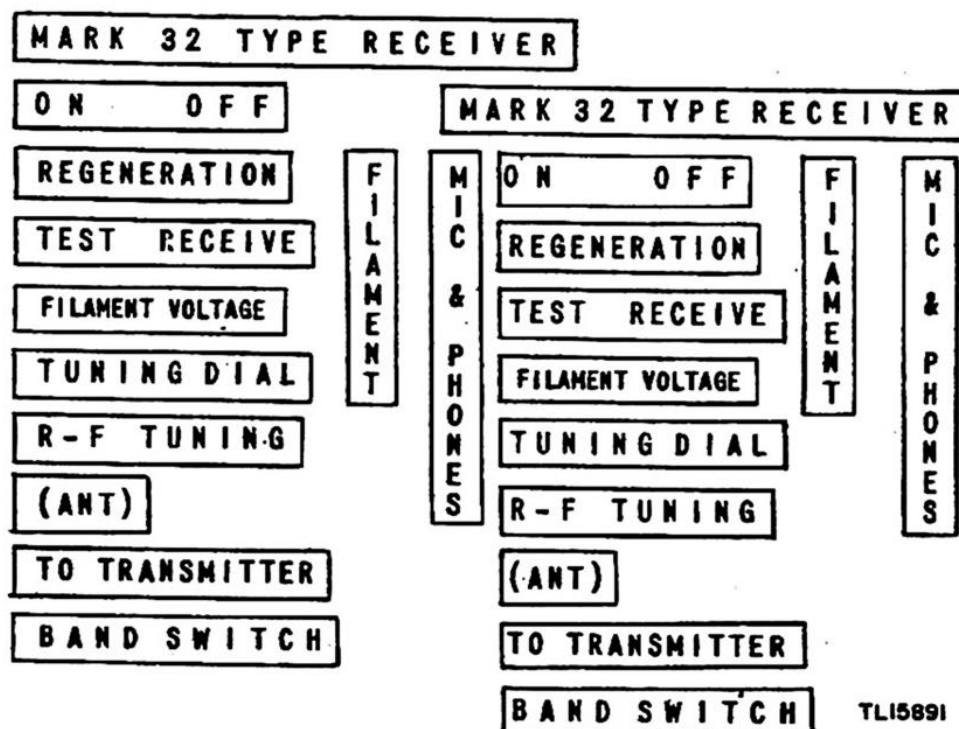 MARK 32 TYPE RECEIVER
ON OFF
REGENERATION
TEST RECEIVE
FILAMENT VOLTAGE
TUNING DIAL
R-F TUNING
(ANT)
TO TRANSMITTER
BAND SWITCH
FILAMENT
MIC & PHONES
MARK 32 TYPE RECEIVER
ON OFF
REGENERATION
TEST RECEIVE
FILAMENT VOLTAGE
TUNING DIAL
R-F TUNING
(ANT)
TO TRANSMITTER
BAND SWITCH
FILAMENT
MIC & PHONES
TL15891